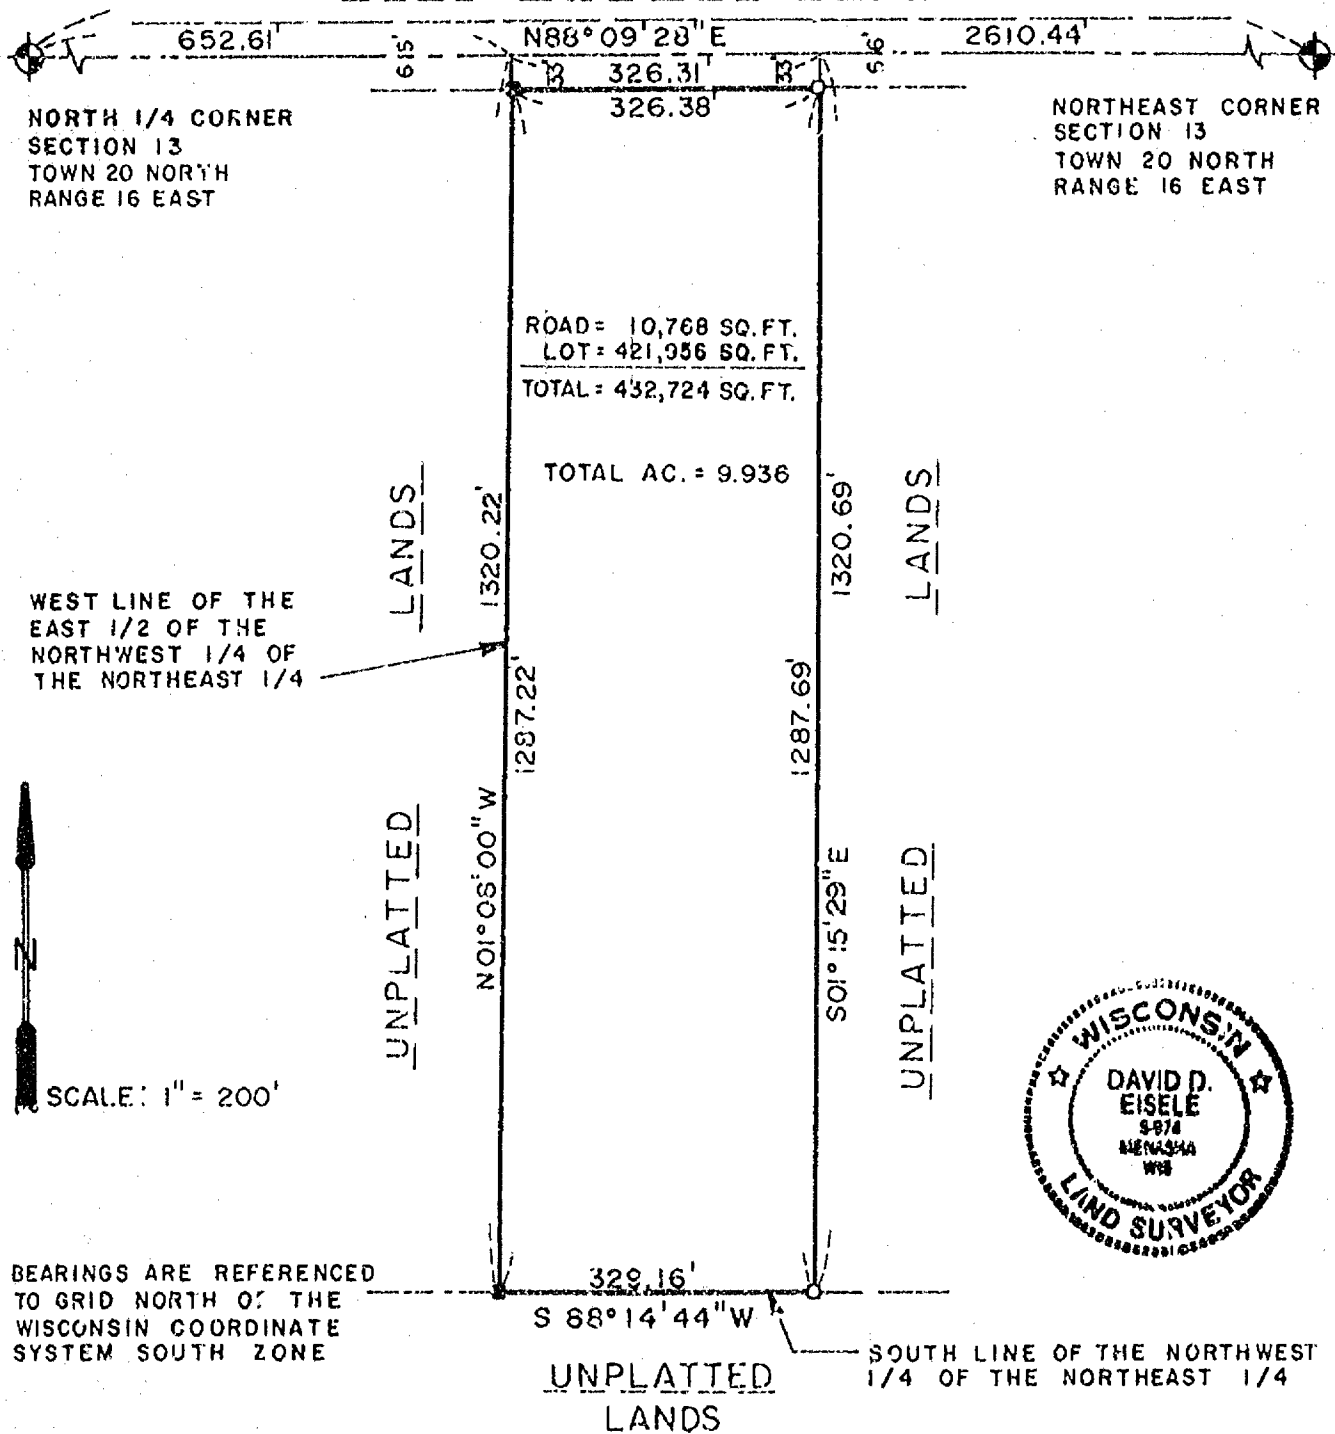 652.61'
N88°09'28"E
2610.44'
33'
326.31'
33'
326.38'
NORTH 1/4 CORNER
SECTION 13
TOWN 20 NORTH
RANGE 16 EAST
NORTHEAST CORNER
SECTION 13
TOWN 20 NORTH
RANGE 16 EAST
ROAD= 10,768 SQ.FT.
LOT= 421,956 SQ.FT.
TOTAL= 432,724 SQ.FT.
TOTAL AC.= 9.936
UNPLATTED LANDS
1320.22'
1287.22'
N01°08'00"W
1320.69'
1287.69'
S01°15'29"E
UNPLATTED LANDS
WEST LINE OF THE
EAST 1/2 OF THE
NORTHWEST 1/4 OF
THE NORTHEAST 1/4
N
SCALE: 1"= 200'
WISCONSIN
DAVID D.
EISELE
S-974
MENASHA
WIS
LAND SURVEYOR
BEARINGS ARE REFERENCED
TO GRID NORTH OF THE
WISCONSIN COORDINATE
SYSTEM SOUTH ZONE
329.16'
S 88°14'44"W
SOUTH LINE OF THE NORTHWEST
1/4 OF THE NORTHEAST 1/4
UNPLATTED
LANDS